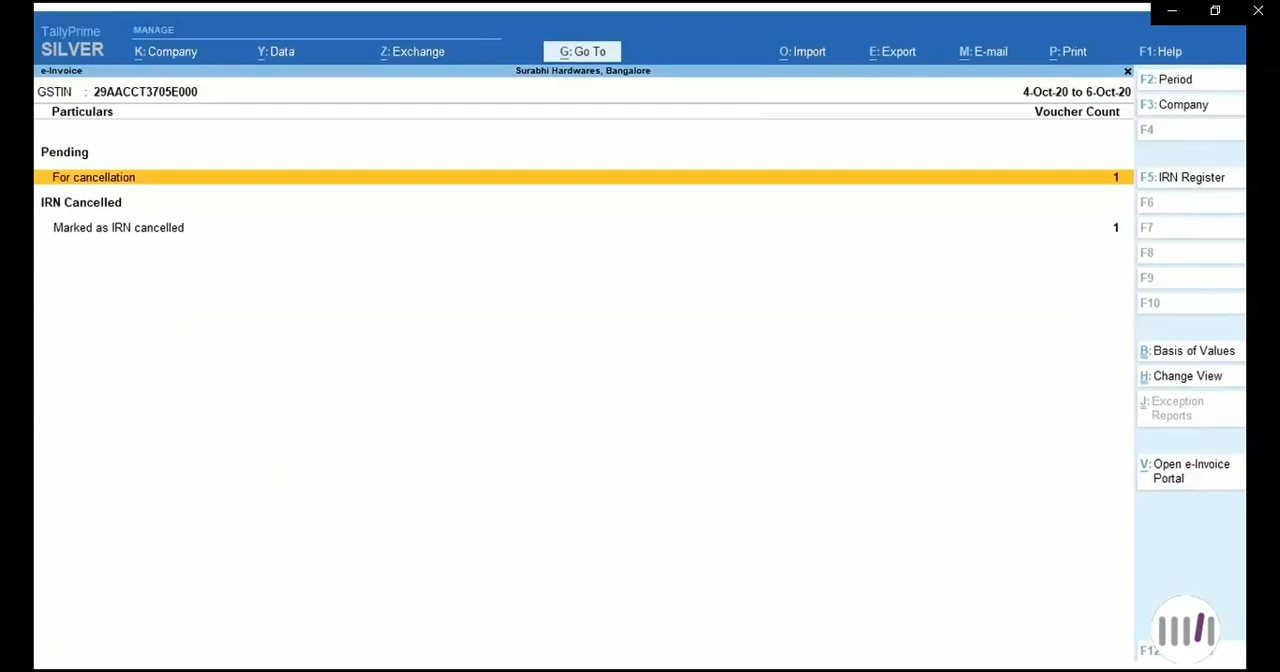 TallyPrime
SILVER
MANAGE
K: Company
Y: Data
Z: Exchange
G: Go To
O: Import
E: Export
M: E-mail
P: Print
F1: Help
e-Invoice
Surabhi Hardwares, Bangalore
GSTIN : 29AACCT3705E000
4-Oct-20 to 6-Oct-20
Particulars
Voucher Count
Pending
For cancellation 1
IRN Cancelled
Marked as IRN cancelled 1
F2: Period
F3: Company
F4
F5: IRN Register
F6
F7
F8
F9
F10
B: Basis of Values
H: Change View
J: Exception
Reports
V: Open e-Invoice
Portal
F12